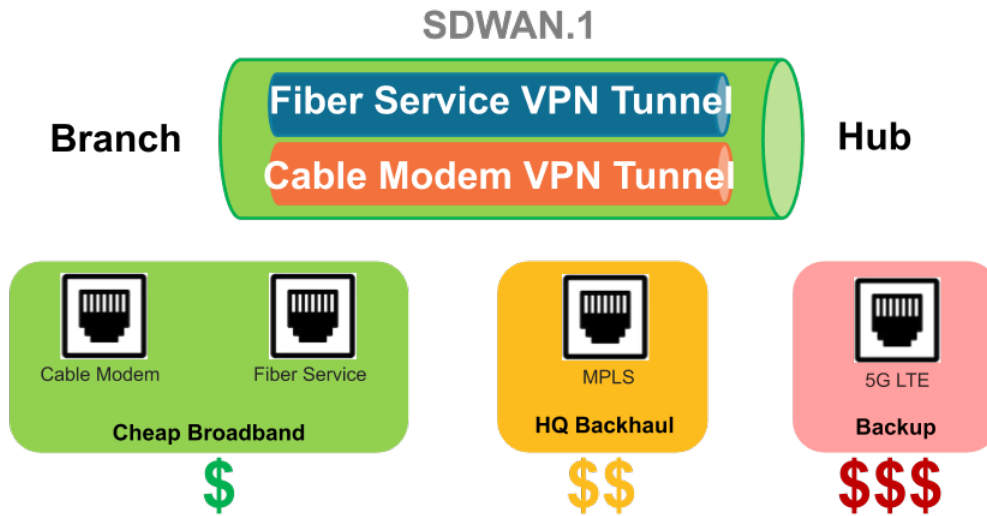 SDWAN.1
Branch
Fiber Service VPN Tunnel
Cable Modem VPN Tunnel
Hub
Cable Modem
Fiber Service
Cheap Broadband
$
MPLS
HQ Backhaul
$$
5G LTE
Backup
$$$